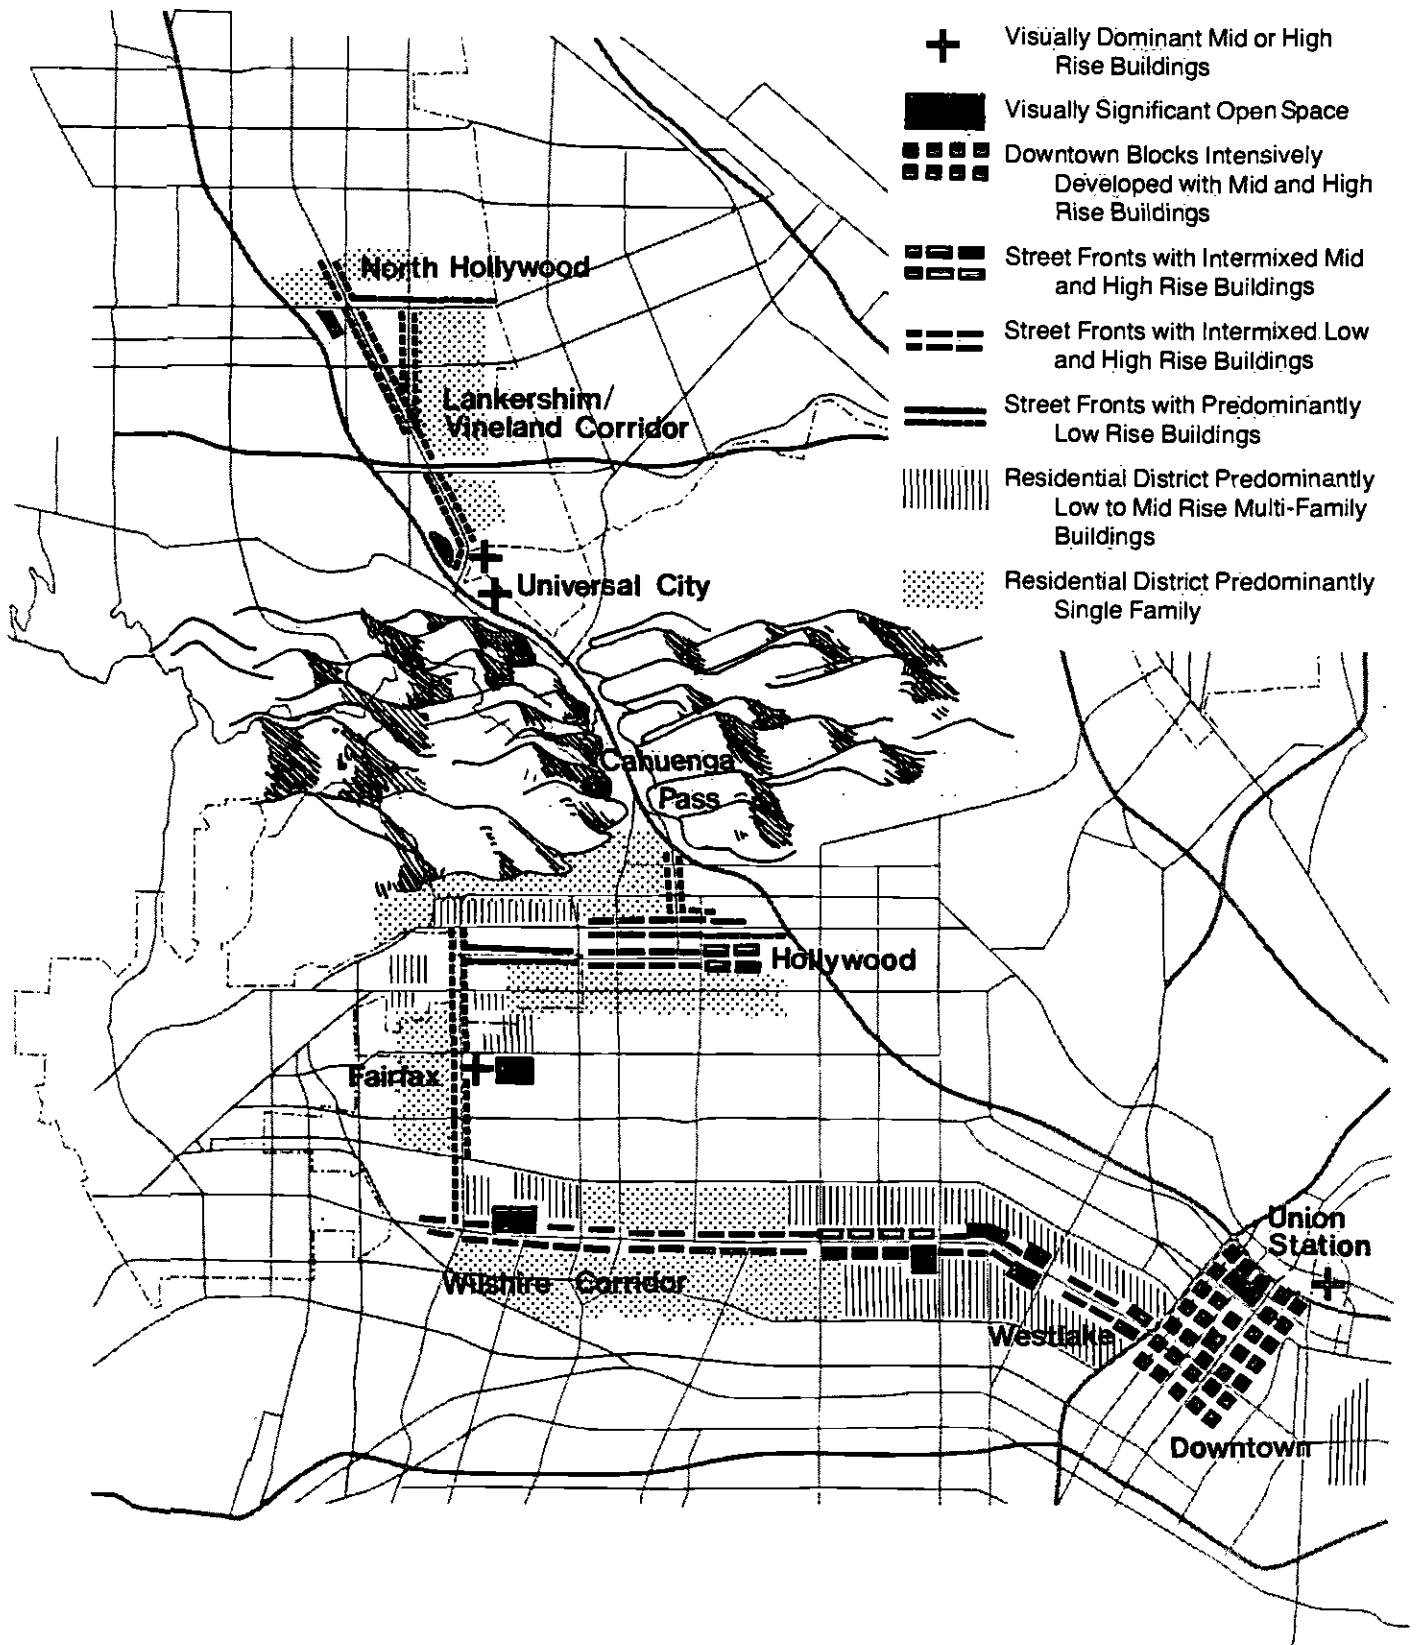 Visually Dominant Mid or High
Rise Buildings
Visually Significant Open Space
Downtown Blocks Intensively
Developed with Mid and High
Rise Buildings
Street Fronts with Intermixed Mid
and High Rise Buildings
Street Fronts with Intermixed Low
and High Rise Buildings
Street Fronts with Predominantly
Low Rise Buildings
Residential District Predominantly
Low to Mid Rise Multi-Family
Buildings
Residential District Predominantly
Single Family
North Hollywood
Lankershim/
Vineland Corridor
Universal City
Cahuenga
Pass
Hollywood
Fairfax
Wilshire Corridor
Westlake
Union
Station
Downtown